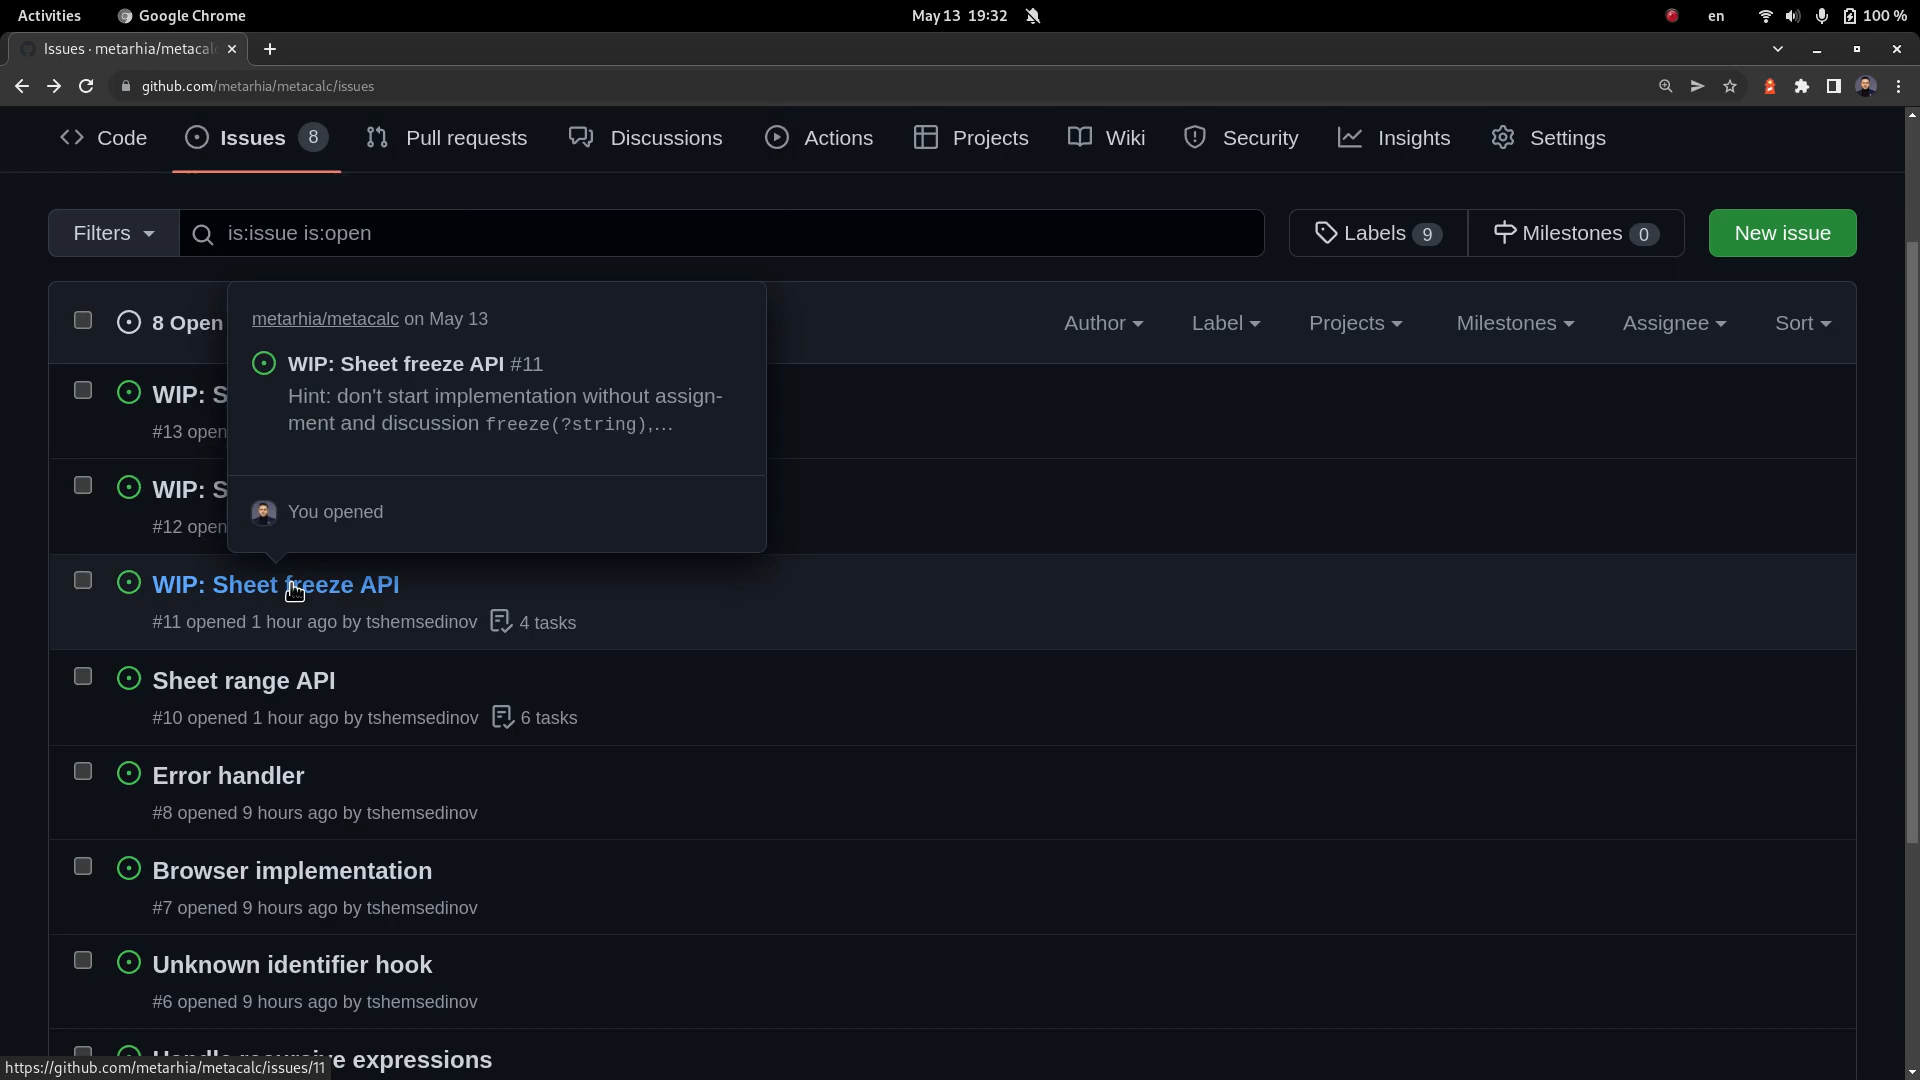 Activities Google Chrome May 13 19:32 en 100 %
Issues · metarhia/metacal
github.com/metarhia/metacalc/issues
Code Issues 8 Pull requests Discussions Actions Projects Wiki Security Insights Settings
Filters is:issue is:open Labels 9 Milestones 0 New issue
8 Open Author Label Projects Milestones Assignee Sort
metarhia/metacalc on May 13
WIP: Sheet freeze API #11
Hint: don't start implementation without assign-
ment and discussion freeze(?string),...
You opened
WIP: S
#13 open
WIP: S
#12 open
WIP: Sheet freeze API
#11 opened 1 hour ago by tshemsedinov 4 tasks
Sheet range API
#10 opened 1 hour ago by tshemsedinov 6 tasks
Error handler
#8 opened 9 hours ago by tshemsedinov
Browser implementation
#7 opened 9 hours ago by tshemsedinov
Unknown identifier hook
#6 opened 9 hours ago by tshemsedinov
Handle recursive expressions
https://github.com/metarhia/metacalc/issues/11